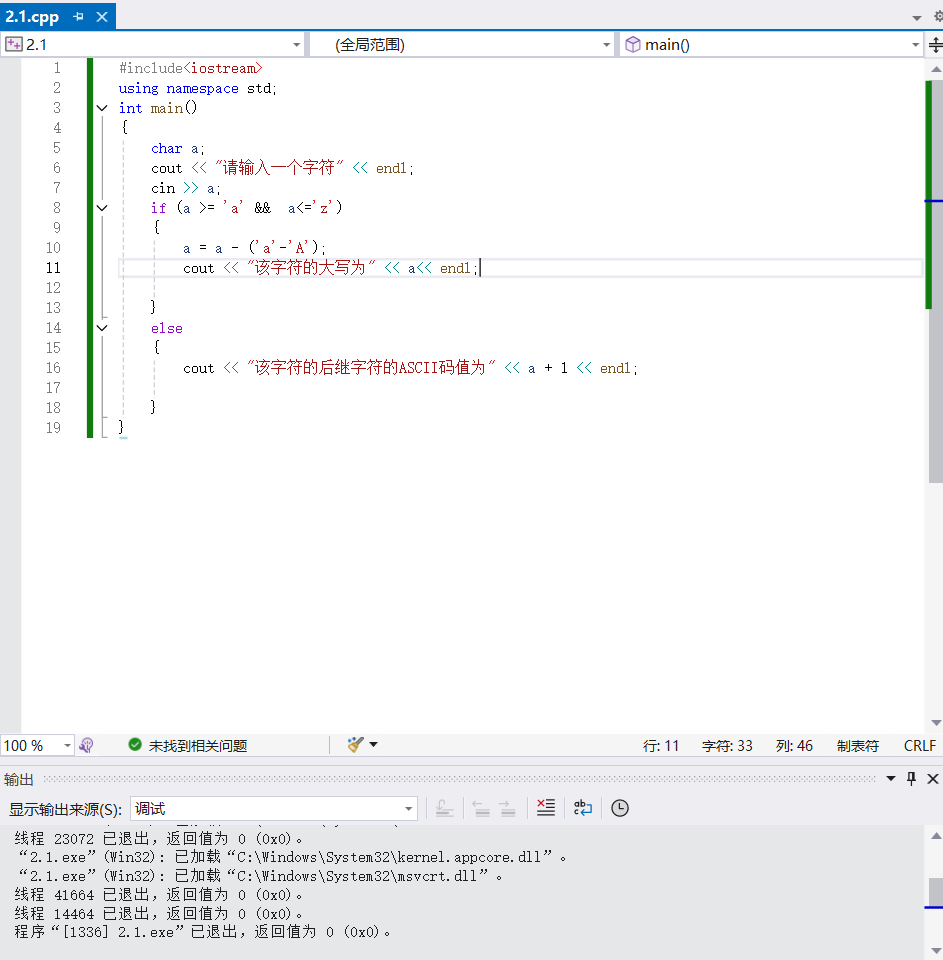 2.1.cpp
2.1 (全局范围) main()
1 #include<iostream>
2 using namespace std;
3 int main()
4 {
5 char a;
6 cout << "请输入一个字符" << endl;
7 cin >> a;
8 if (a >= 'a' && a<='z')
9 {
10 a = a - ('a'-'A');
11 cout << "该字符的大写为" << a<< endl;
12
13 }
14 else
15 {
16 cout << "该字符的后继字符的ASCII码值为" << a + 1 << endl;
17
18 }
19 }
100 % 未找到相关问题 行: 11 字符: 33 列: 46 制表符 CRLF
输出
显示输出来源(S): 调试
线程 23072 已退出，返回值为 0 (0x0)。
“2.1.exe”(Win32): 已加载“C:\Windows\System32\kernel.appcore.dll”。
“2.1.exe”(Win32): 已加载“C:\Windows\System32\msvcrt.dll”。
线程 41664 已退出，返回值为 0 (0x0)。
线程 14464 已退出，返回值为 0 (0x0)。
程序“[1336] 2.1.exe”已退出，返回值为 0 (0x0)。